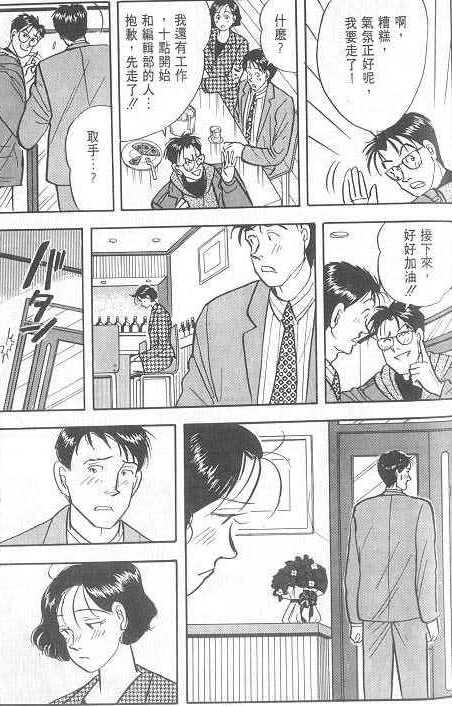 啊,
糟糕,
氣氛正好呢,
我要走了!
什麼?
我還有工作
,十點開始
和編輯部的人…
抱歉,先走了!!
取手…?
接下來,
好好加油!!
バタン